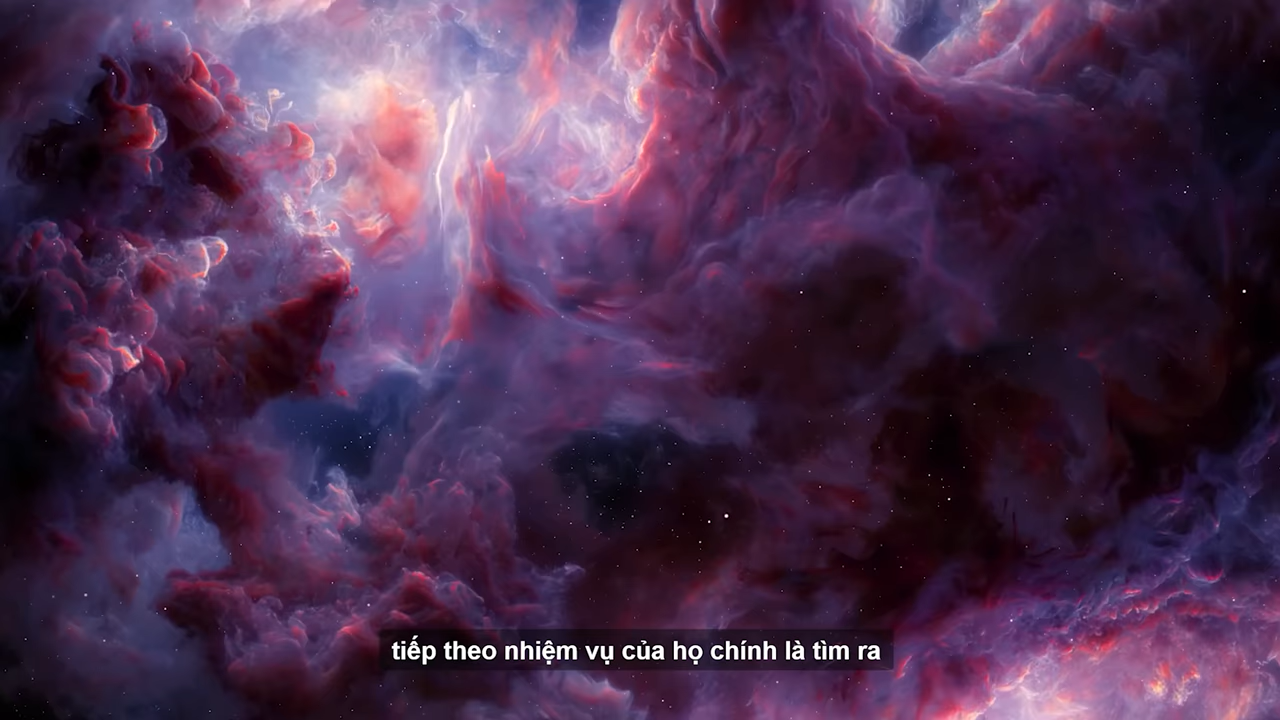 tiếp theo nhiệm vụ của họ chính là tìm ra